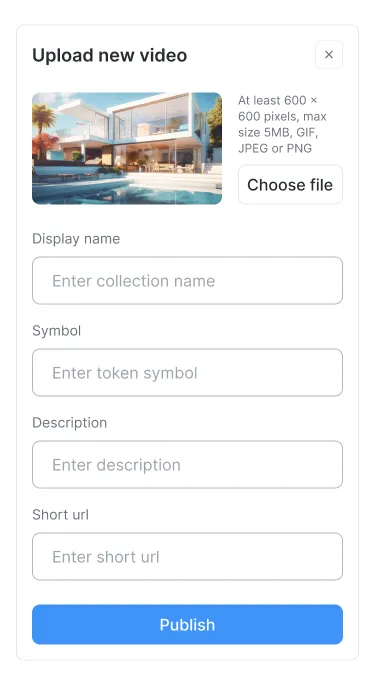 Upload new video
At least 600 ×
600 pixels, max
size 5MB, GIF,
JPEG or PNG
Choose file
Display name
Enter collection name
Symbol
Enter token symbol
Description
Enter description
Short url
Enter short url
Publish